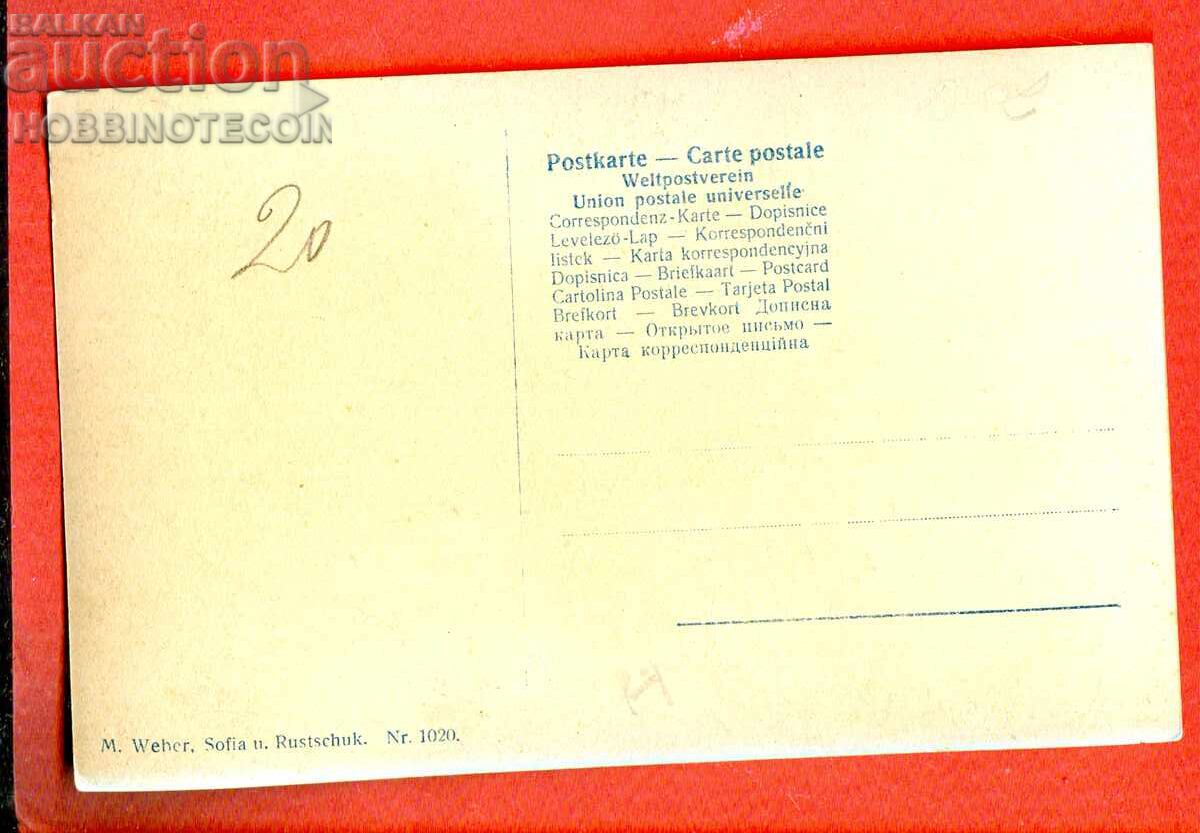 BALKAN
auction
HOBBINOTECOIN
20
Postkarte — Carte postale
Weltpostverein
Union postale universelle
Correspondenz-Karte — Dopisnice
Levelező-Lap — Korrespondenční
lístek — Karta korrespondencyjna
Dopisnica — Briefkaart — Postcard
Cartolina Postale — Tarjeta Postal
Brefkort — Brevkort Дописна
карта — Открытое письмо —
Карта корреспонденційна
M. Weber, Sofia u. Rustschuk. Nr. 1020.